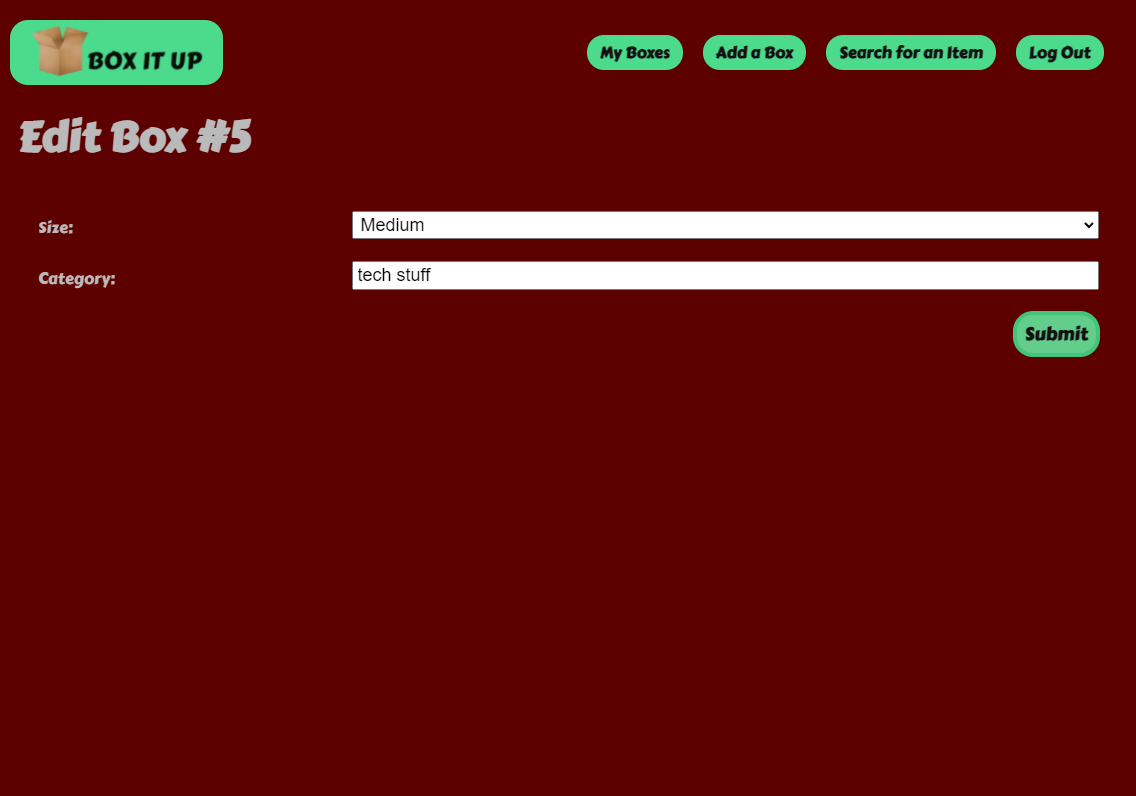 BOX IT UP
My Boxes Add a Box Search for an Item Log Out
Edit Box #5
Size: Medium
Category: tech stuff
Submit